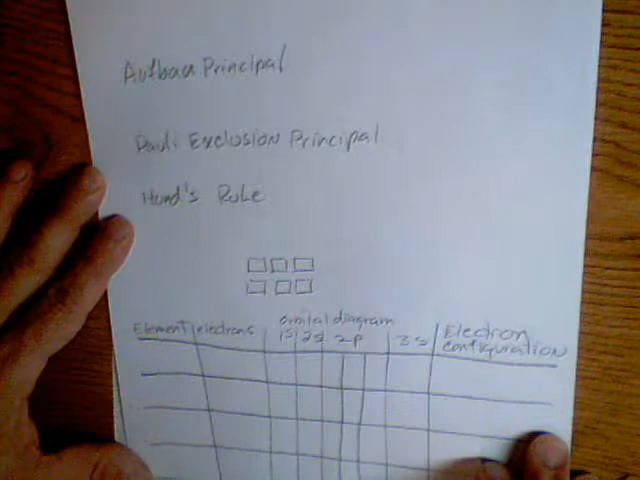 Aufbau Principal
Pauli Exclusion Principal
Hund's Rule
Element electrons orbital diagram Electron configuration
1s 2s 2p 3s